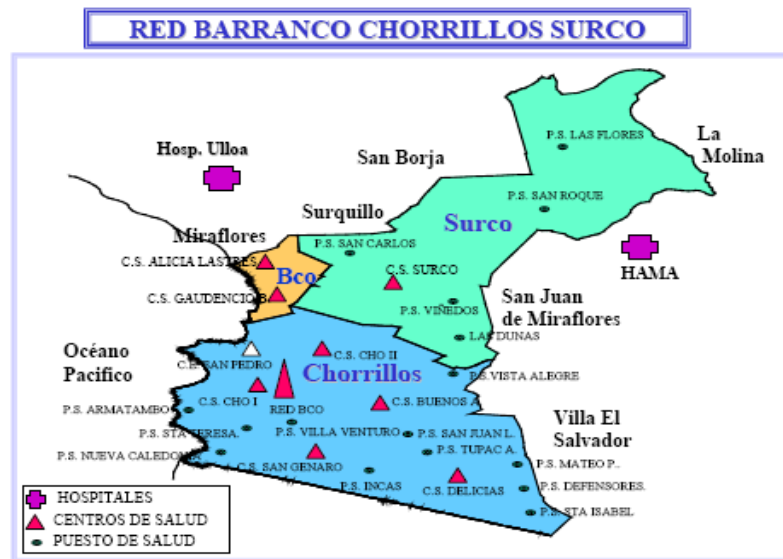 RED BARRANCO CHORRILLOS SURCO
P.S. LAS FLORES
La
Molina
Hosp. Ulloa
San Borja
P.S. SAN ROQUE
Surquillo
Surco
Miraflores
P.S. SAN CARLOS
HAMA
C.S. ALICIA LASTRES
Bco
C.S. SURCO
C.S. GAUDENCIO B
P.S. VIÑEDOS
San Juan
de Miraflores
LAS DUNAS
Océano
Pacifico
C.E. SAN PEDRO
C.S. CHO II
Chorrillos
P.S. VISTA ALEGRE
C.S. CHO I
C.S. BUENOS A.
P.S. ARMATAMBO
RED BCO
Villa El
Salvador
P.S. STA TERESA.
P.S. VILLA VENTURO
P.S. SAN JUAN L.
P.S. TUPAC A.
P.S. NUEVA CALEDONIA
C.S. SAN GENARO
P.S. MATEO P..
P.S. INCAS
C.S. DELICIAS
P.S. DEFENSORES.
P.S. STA ISABEL
HOSPITALES
CENTROS DE SALUD
PUESTO DE SALUD